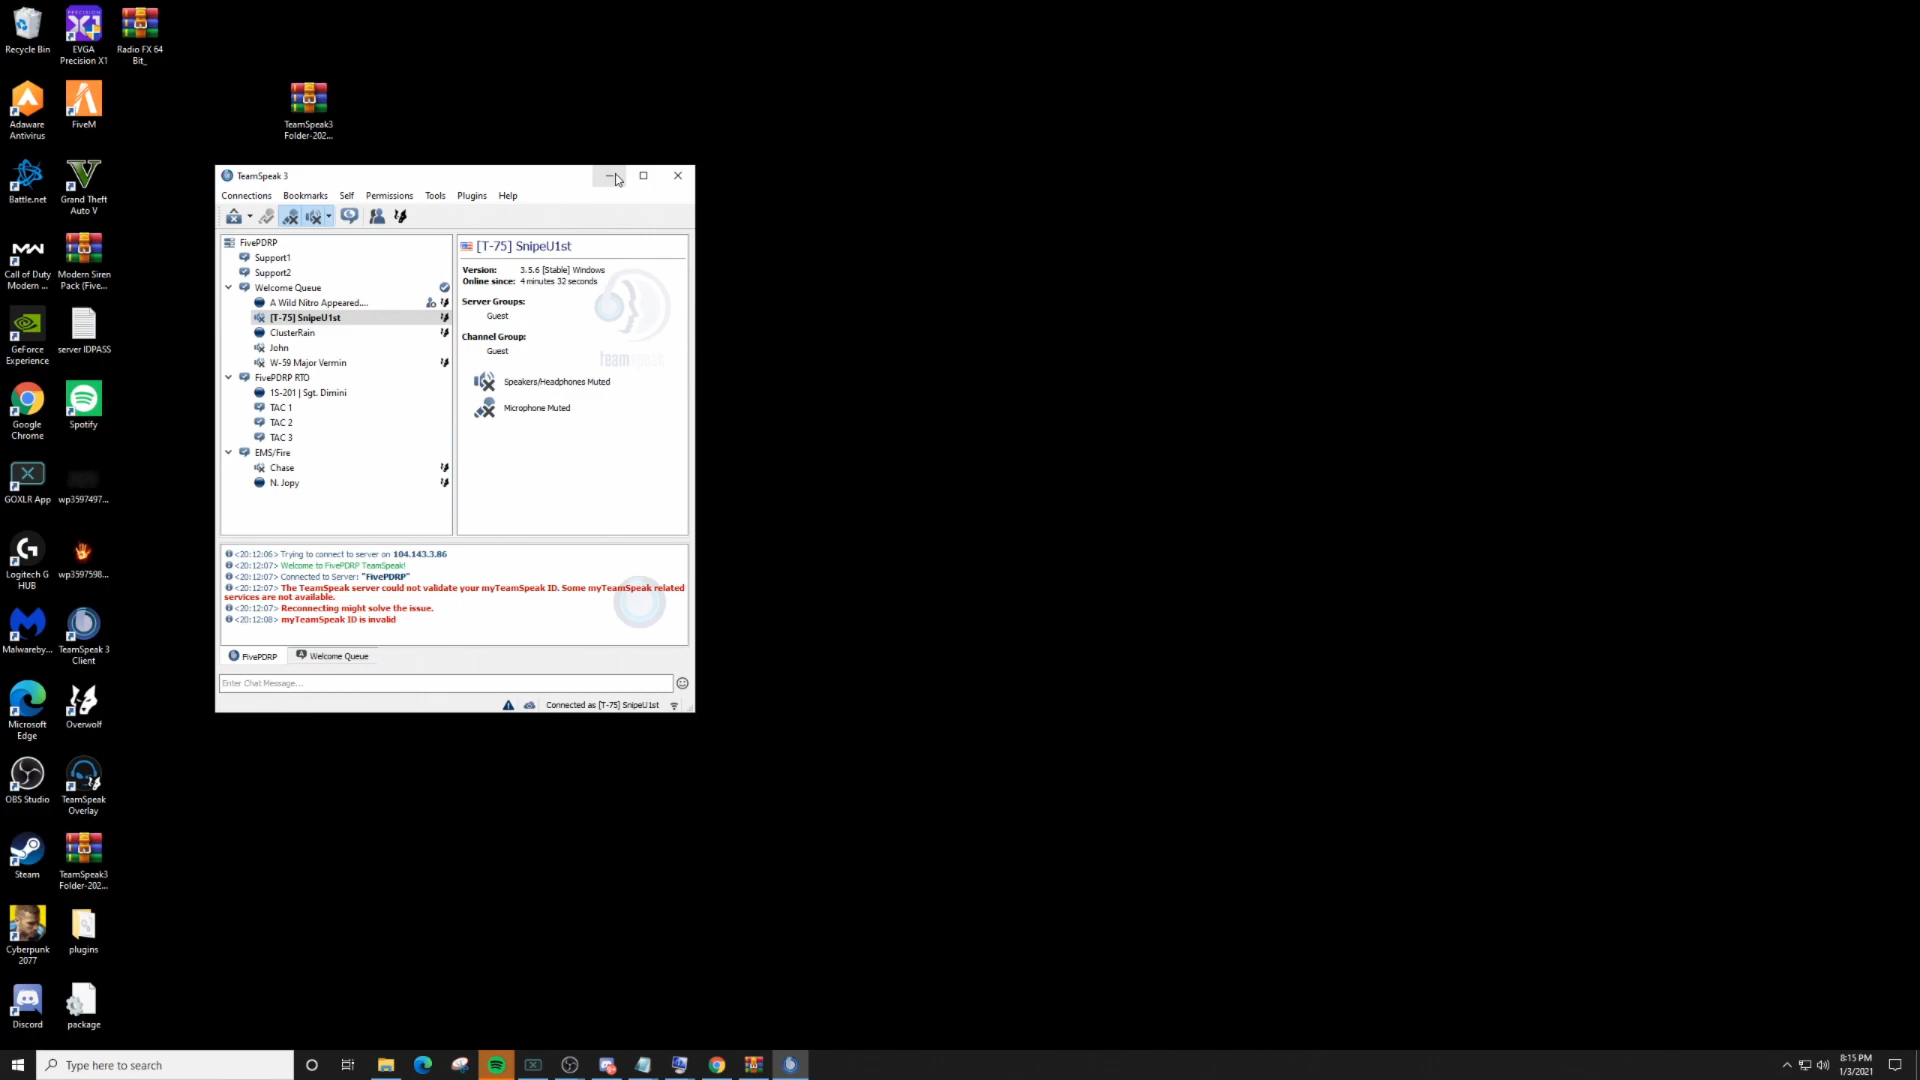 Recycle Bin
EVGA
Precision X1
Radio FX 64
Bit_
Adaware
Antivirus
FiveM
TeamSpeak3
Folder-202...
Battle.net
Grand Theft
Auto V
Call of Duty
Modern ...
Modern Siren
Pack (Five...
GeForce
Experience
server IDPASS
Google
Chrome
Spotify
GOXLR App
wp3597497...
Logitech G
HUB
wp3597598...
Malwareby...
TeamSpeak 3
Client
Microsoft
Edge
Overwolf
OBS Studio
TeamSpeak
Overlay
Steam
TeamSpeak3
Folder-202...
Cyberpunk
2077
plugins
Discord
package
TeamSpeak 3
Connections Bookmarks Self Permissions Tools Plugins Help
FivePDRP
Support1
Support2
Welcome Queue
A Wild Nitro Appeared....
[T-75] SnipeU1st
ClusterRain
John
W-59 Major Vermin
FivePDRP RTO
1S-201 | Sgt. Dimini
TAC 1
TAC 2
TAC 3
EMS/Fire
Chase
N. Jopy
[T-75] SnipeU1st
Version: 3.5.6 [Stable] Windows
Online since: 4 minutes 32 seconds
Server Groups:
Guest
Channel Group:
Guest
teamspeak
Speakers/Headphones Muted
Microphone Muted
<20:12:06> Trying to connect to server on 104.143.3.86
<20:12:07> Welcome to FivePDRP TeamSpeak!
<20:12:07> Connected to Server: "FivePDRP"
<20:12:07> The TeamSpeak server could not validate your myTeamSpeak ID. Some myTeamSpeak related
services are not available.
<20:12:07> Reconnecting might solve the issue.
<20:12:08> myTeamSpeak ID is invalid
FivePDRP Welcome Queue
Enter Chat Message...
Connected as [T-75] SnipeU1st
Type here to search
8:15 PM
1/3/2021